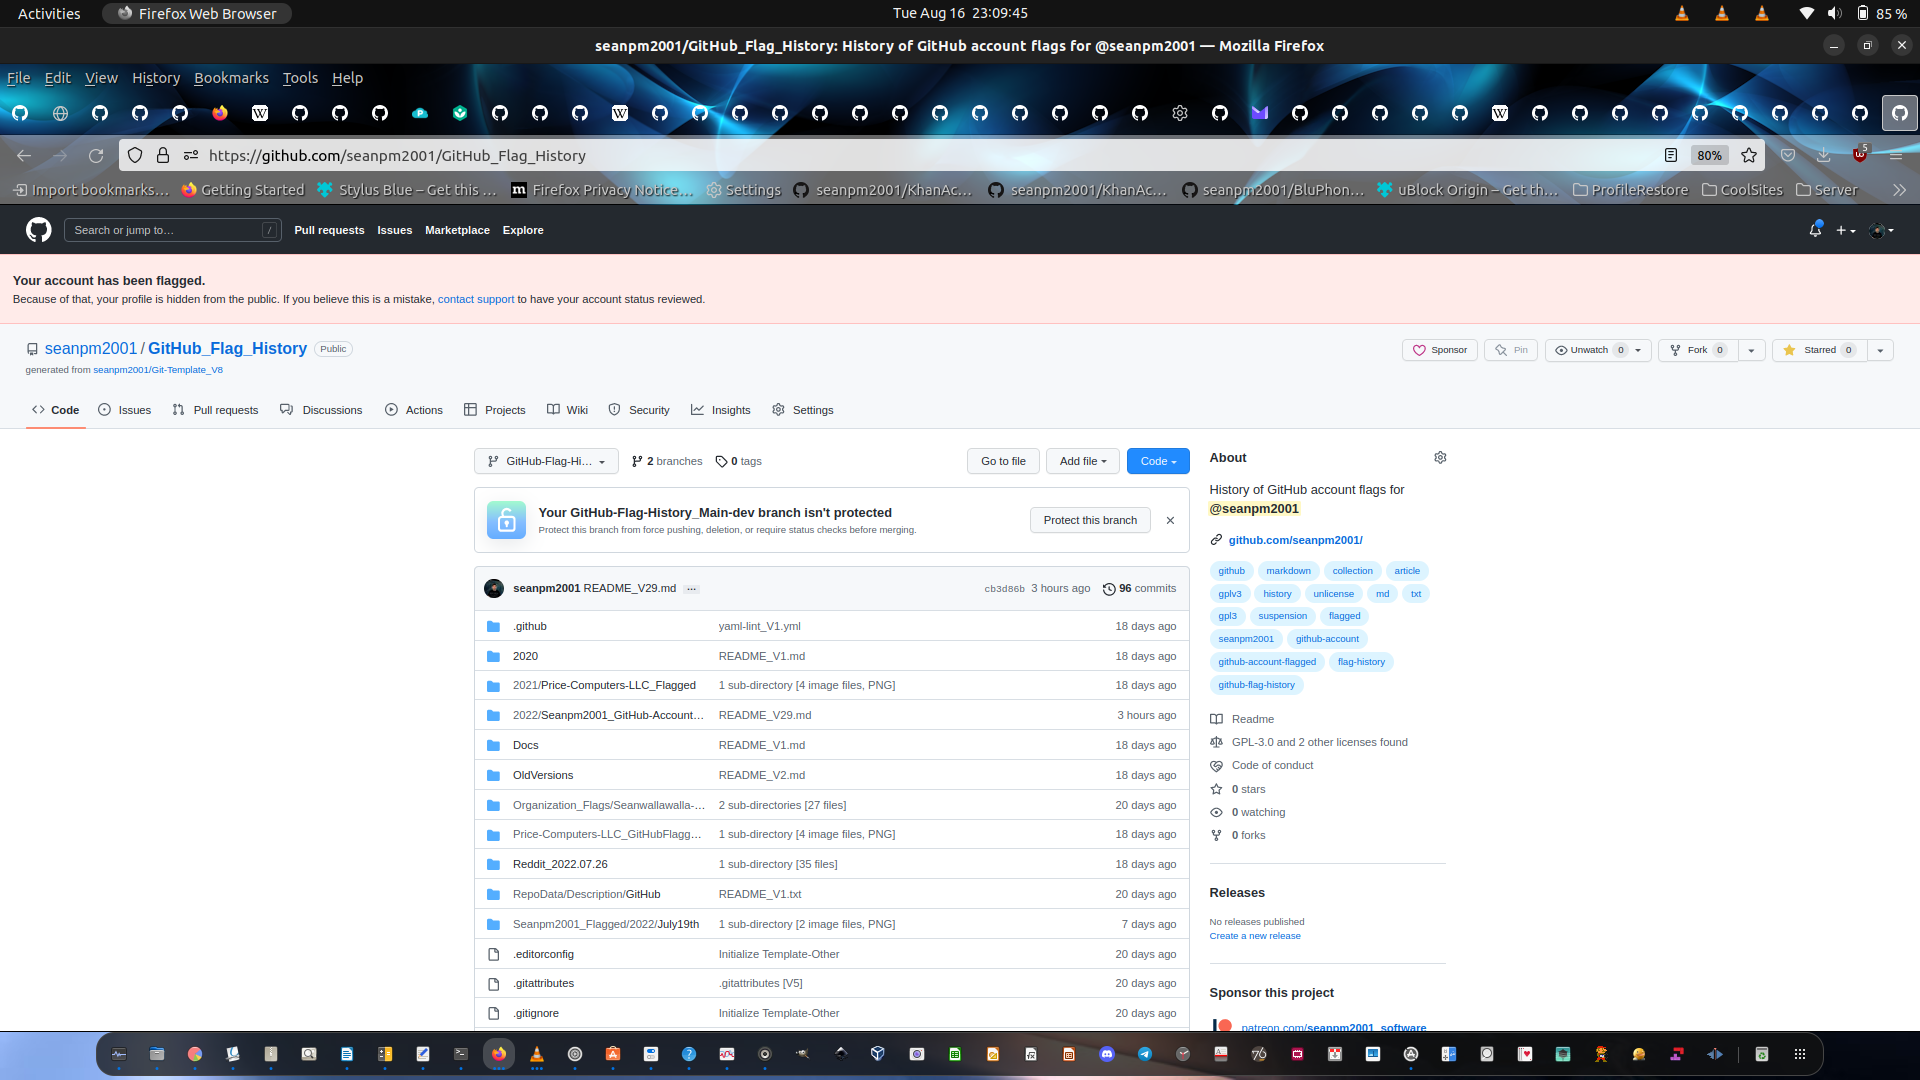 Activities Firefox Web Browser Tue Aug 16 23:09:45 85 %
seanpm2001/GitHub_Flag_History: History of GitHub account flags for @seanpm2001 — Mozilla Firefox
File Edit View History Bookmarks Tools Help
https://github.com/seanpm2001/GitHub_Flag_History 80% 5
Import bookmarks… Getting Started Stylus Blue – Get this … Firefox Privacy Notice… Settings seanpm2001/KhanAc… seanpm2001/KhanAc… seanpm2001/BluPhon… uBlock Origin – Get th… ProfileRestore CoolSites Server
Search or jump to… / Pull requests Issues Marketplace Explore
Your account has been flagged.
Because of that, your profile is hidden from the public. If you believe this is a mistake, contact support to have your account status reviewed.
seanpm2001 / GitHub_Flag_History Public Sponsor Pin Unwatch 0 Fork 0 Starred 0
generated from seanpm2001/Git-Template_V8
Code Issues Pull requests Discussions Actions Projects Wiki Security Insights Settings
GitHub-Flag-Hi… 2 branches 0 tags Go to file Add file Code
Your GitHub-Flag-History_Main-dev branch isn't protected
Protect this branch from force pushing, deletion, or require status checks before merging.
Protect this branch
seanpm2001 README_V29.md … cb3d86b 3 hours ago 96 commits
.github yaml-lint_V1.yml 18 days ago
2020 README_V1.md 18 days ago
2021/Price-Computers-LLC_Flagged 1 sub-directory [4 image files, PNG] 18 days ago
2022/Seanpm2001_GitHub-Account… README_V29.md 3 hours ago
Docs README_V1.md 18 days ago
OldVersions README_V2.md 18 days ago
Organization_Flags/Seanwallawalla-… 2 sub-directories [27 files] 20 days ago
Price-Computers-LLC_GitHubFlagg… 1 sub-directory [4 image files, PNG] 18 days ago
Reddit_2022.07.26 1 sub-directory [35 files] 18 days ago
RepoData/Description/GitHub README_V1.txt 20 days ago
Seanpm2001_Flagged/2022/July19th 1 sub-directory [2 image files, PNG] 7 days ago
.editorconfig Initialize Template-Other 20 days ago
.gitattributes .gitattributes [V5] 20 days ago
.gitignore Initialize Template-Other 20 days ago
About
History of GitHub account flags for
@seanpm2001
github.com/seanpm2001/
github markdown collection article
gplv3 history unlicense md txt
gpl3 suspension flagged
seanpm2001 github-account
github-account-flagged flag-history
github-flag-history
Readme
GPL-3.0 and 2 other licenses found
Code of conduct
0 stars
0 watching
0 forks
Releases
No releases published
Create a new release
Sponsor this project
patreon.com/seanpm2001_software